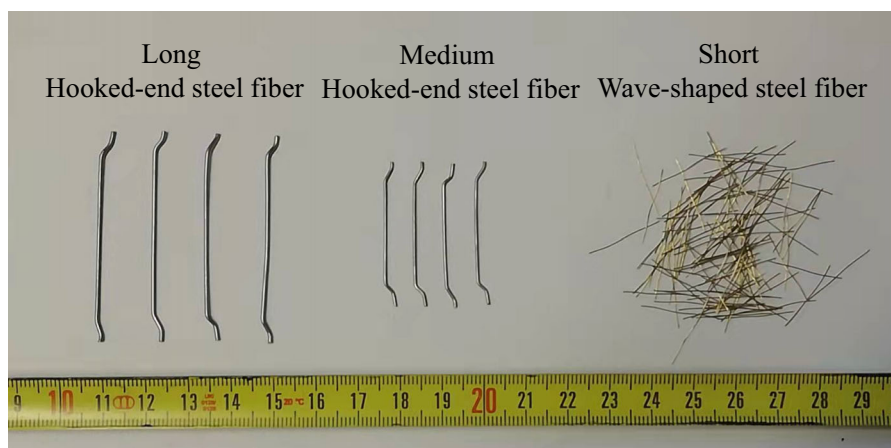 Long
Hooked-end steel fiber
Medium
Hooked-end steel fiber
Short
Wave-shaped steel fiber
9 10 11 12 13 14 15 20 °C 16 17 18 19 20 21 22 23 24 25 26 27 28 29